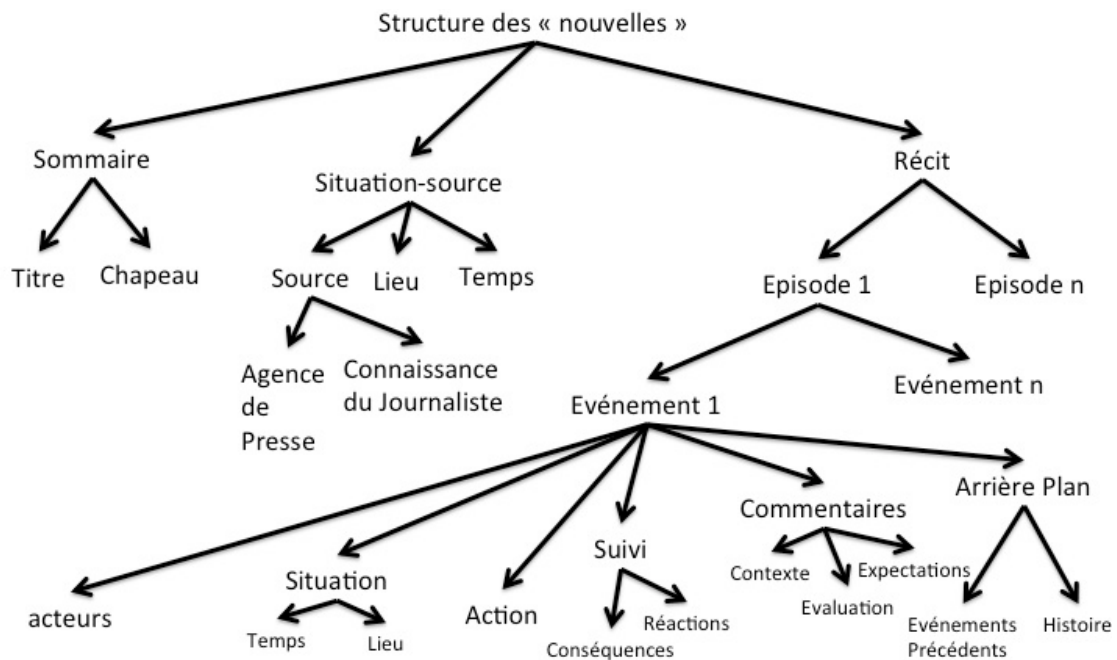 Structure des « nouvelles »
Sommaire
Situation-source
Récit
Titre
Chapeau
Source
Lieu
Temps
Episode 1
Episode n
Agence
de
Presse
Connaissance
du Journaliste
Evénement 1
Evénement n
acteurs
Situation
Action
Suivi
Commentaires
Arrière Plan
Temps
Lieu
Conséquences
Réactions
Contexte
Evaluation
Expectations
Evénements
Précédents
Histoire